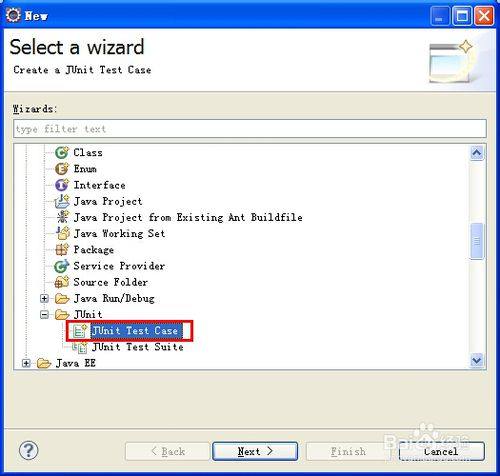 New
Select a wizard
Create a JUnit Test Case
Wizards:
type filter text
Class
Enum
Interface
Java Project
Java Project from Existing Ant Buildfile
Java Working Set
Package
Service Provider
Source Folder
Java Run/Debug
JUnit
JUnit Test Case
JUnit Test Suite
Java EE
< Back Next > Finish Cancel